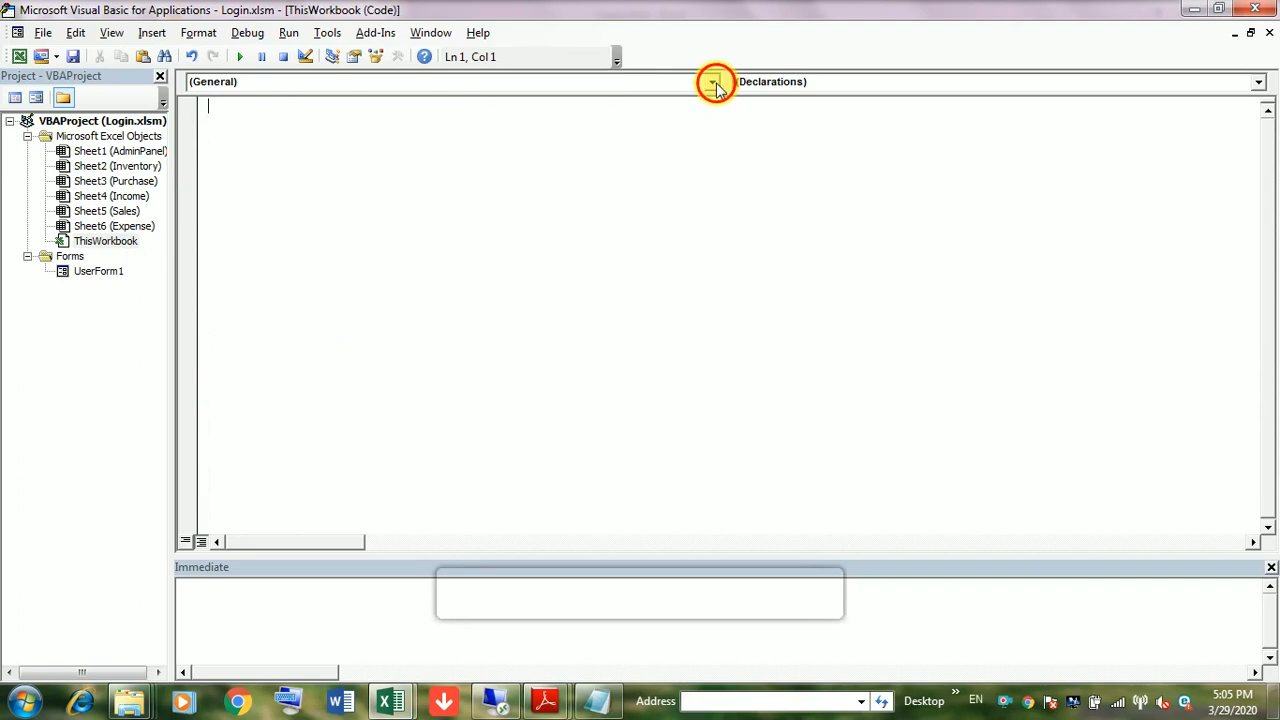 Microsoft Visual Basic for Applications - Login.xlsm - [ThisWorkbook (Code)]
File Edit View Insert Format Debug Run Tools Add-Ins Window Help
Ln 1, Col 1
Project - VBAProject
(General)
(Declarations)
VBAProject (Login.xlsm)
Microsoft Excel Objects
Sheet1 (AdminPanel)
Sheet2 (Inventory)
Sheet3 (Purchase)
Sheet4 (Income)
Sheet5 (Sales)
Sheet6 (Expense)
ThisWorkbook
Forms
UserForm1
Immediate
Address
Desktop
EN
5:05 PM
3/29/2020